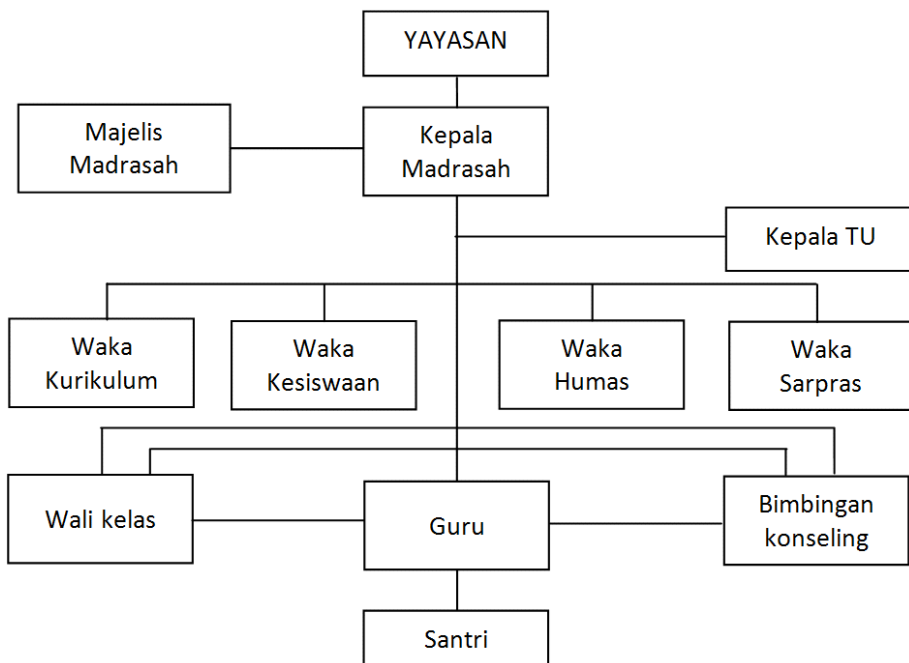 YAYASAN
Majelis
Madrasah
Kepala
Madrasah
Kepala TU
Waka
Kurikulum
Waka
Kesiswaan
Waka
Humas
Waka
Sarpras
Wali kelas
Guru
Bimbingan
konseling
Santri